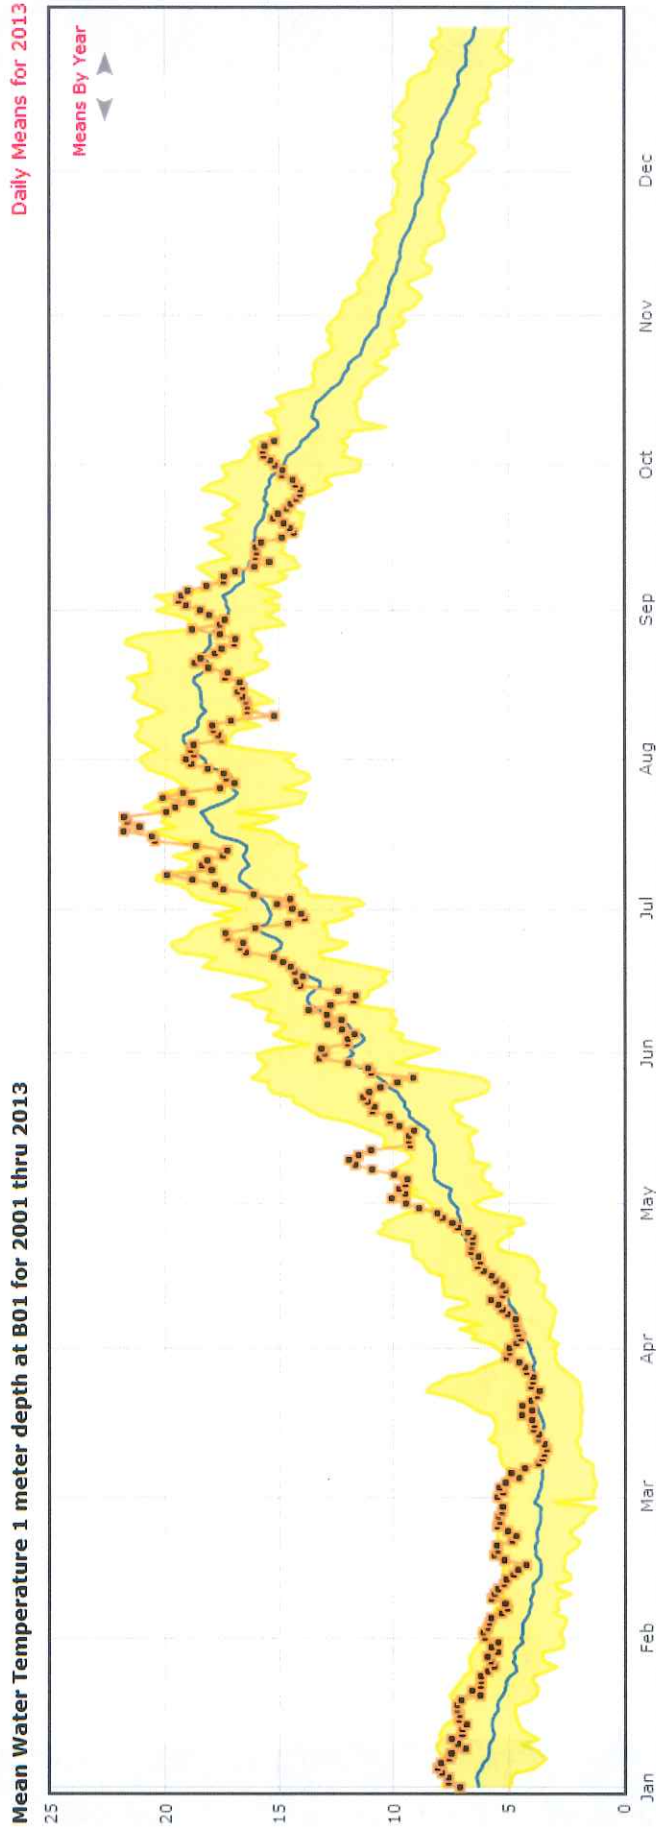 Mean Water Temperature 1 meter depth at B01 for 2001 thru 2013
Daily Means for 2013
Means By Year
25
20
15
10
5
0
Jan
Feb
Mar
Apr
May
Jun
Jul
Aug
Sep
Oct
Nov
Dec